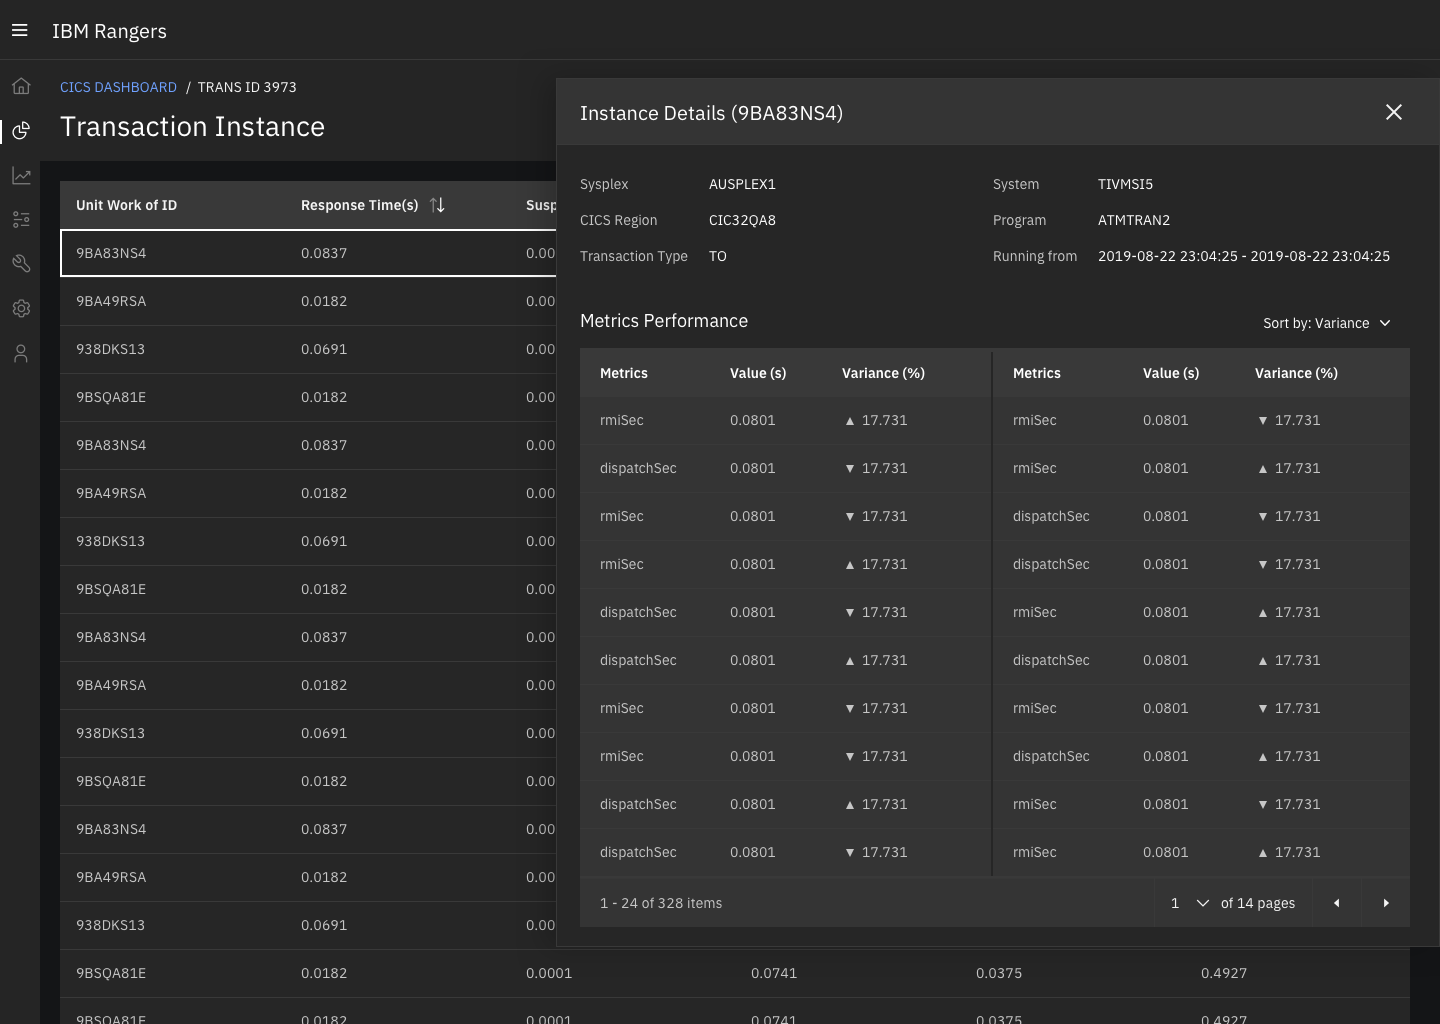 IBM Rangers
CICS DASHBOARD / TRANS ID 3973
Transaction Instance
Unit Work of ID Response Time(s) Susp
9BA83NS4 0.0837 0.00
9BA49RSA 0.0182 0.00
938DKS13 0.0691 0.00
9BSQA81E 0.0182 0.00
9BA83NS4 0.0837 0.00
9BA49RSA 0.0182 0.00
938DKS13 0.0691 0.00
9BSQA81E 0.0182 0.00
9BA83NS4 0.0837 0.00
9BA49RSA 0.0182 0.00
938DKS13 0.0691 0.00
9BSQA81E 0.0182 0.00
9BA83NS4 0.0837 0.00
9BA49RSA 0.0182 0.00
938DKS13 0.0691 0.00
9BSQA81E 0.0182 0.0001 0.0741 0.0375 0.4927
9BSQA81E 0.0182 0.0001 0.0741 0.0375 0.4927
Instance Details (9BA83NS4)
Sysplex AUSPLEX1 System TIVMSI5
CICS Region CIC32QA8 Program ATMTRAN2
Transaction Type TO Running from 2019-08-22 23:04:25 - 2019-08-22 23:04:25
Metrics Performance
Sort by: Variance
Metrics Value (s) Variance (%) Metrics Value (s) Variance (%)
rmiSec 0.0801 ▲ 17.731 rmiSec 0.0801 ▼ 17.731
dispatchSec 0.0801 ▼ 17.731 rmiSec 0.0801 ▲ 17.731
rmiSec 0.0801 ▼ 17.731 dispatchSec 0.0801 ▼ 17.731
rmiSec 0.0801 ▲ 17.731 dispatchSec 0.0801 ▼ 17.731
dispatchSec 0.0801 ▼ 17.731 rmiSec 0.0801 ▲ 17.731
dispatchSec 0.0801 ▲ 17.731 dispatchSec 0.0801 ▲ 17.731
rmiSec 0.0801 ▼ 17.731 rmiSec 0.0801 ▼ 17.731
rmiSec 0.0801 ▼ 17.731 dispatchSec 0.0801 ▲ 17.731
dispatchSec 0.0801 ▲ 17.731 rmiSec 0.0801 ▼ 17.731
dispatchSec 0.0801 ▼ 17.731 rmiSec 0.0801 ▲ 17.731
1 - 24 of 328 items 1 of 14 pages